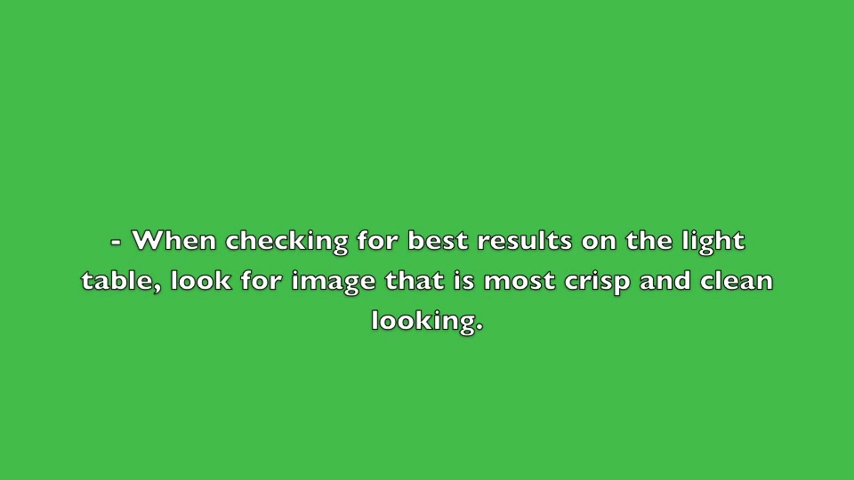 - When checking for best results on the light
table, look for image that is most crisp and clean
looking.